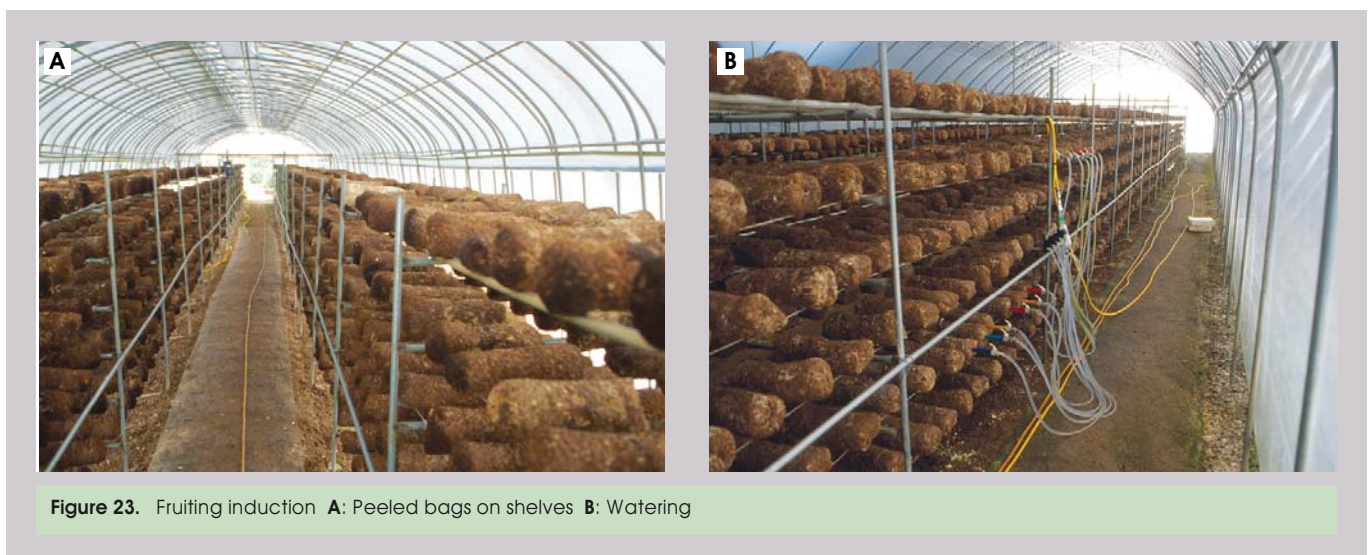 A
B
Figure 23. Fruiting induction A: Peeled bags on shelves B: Watering